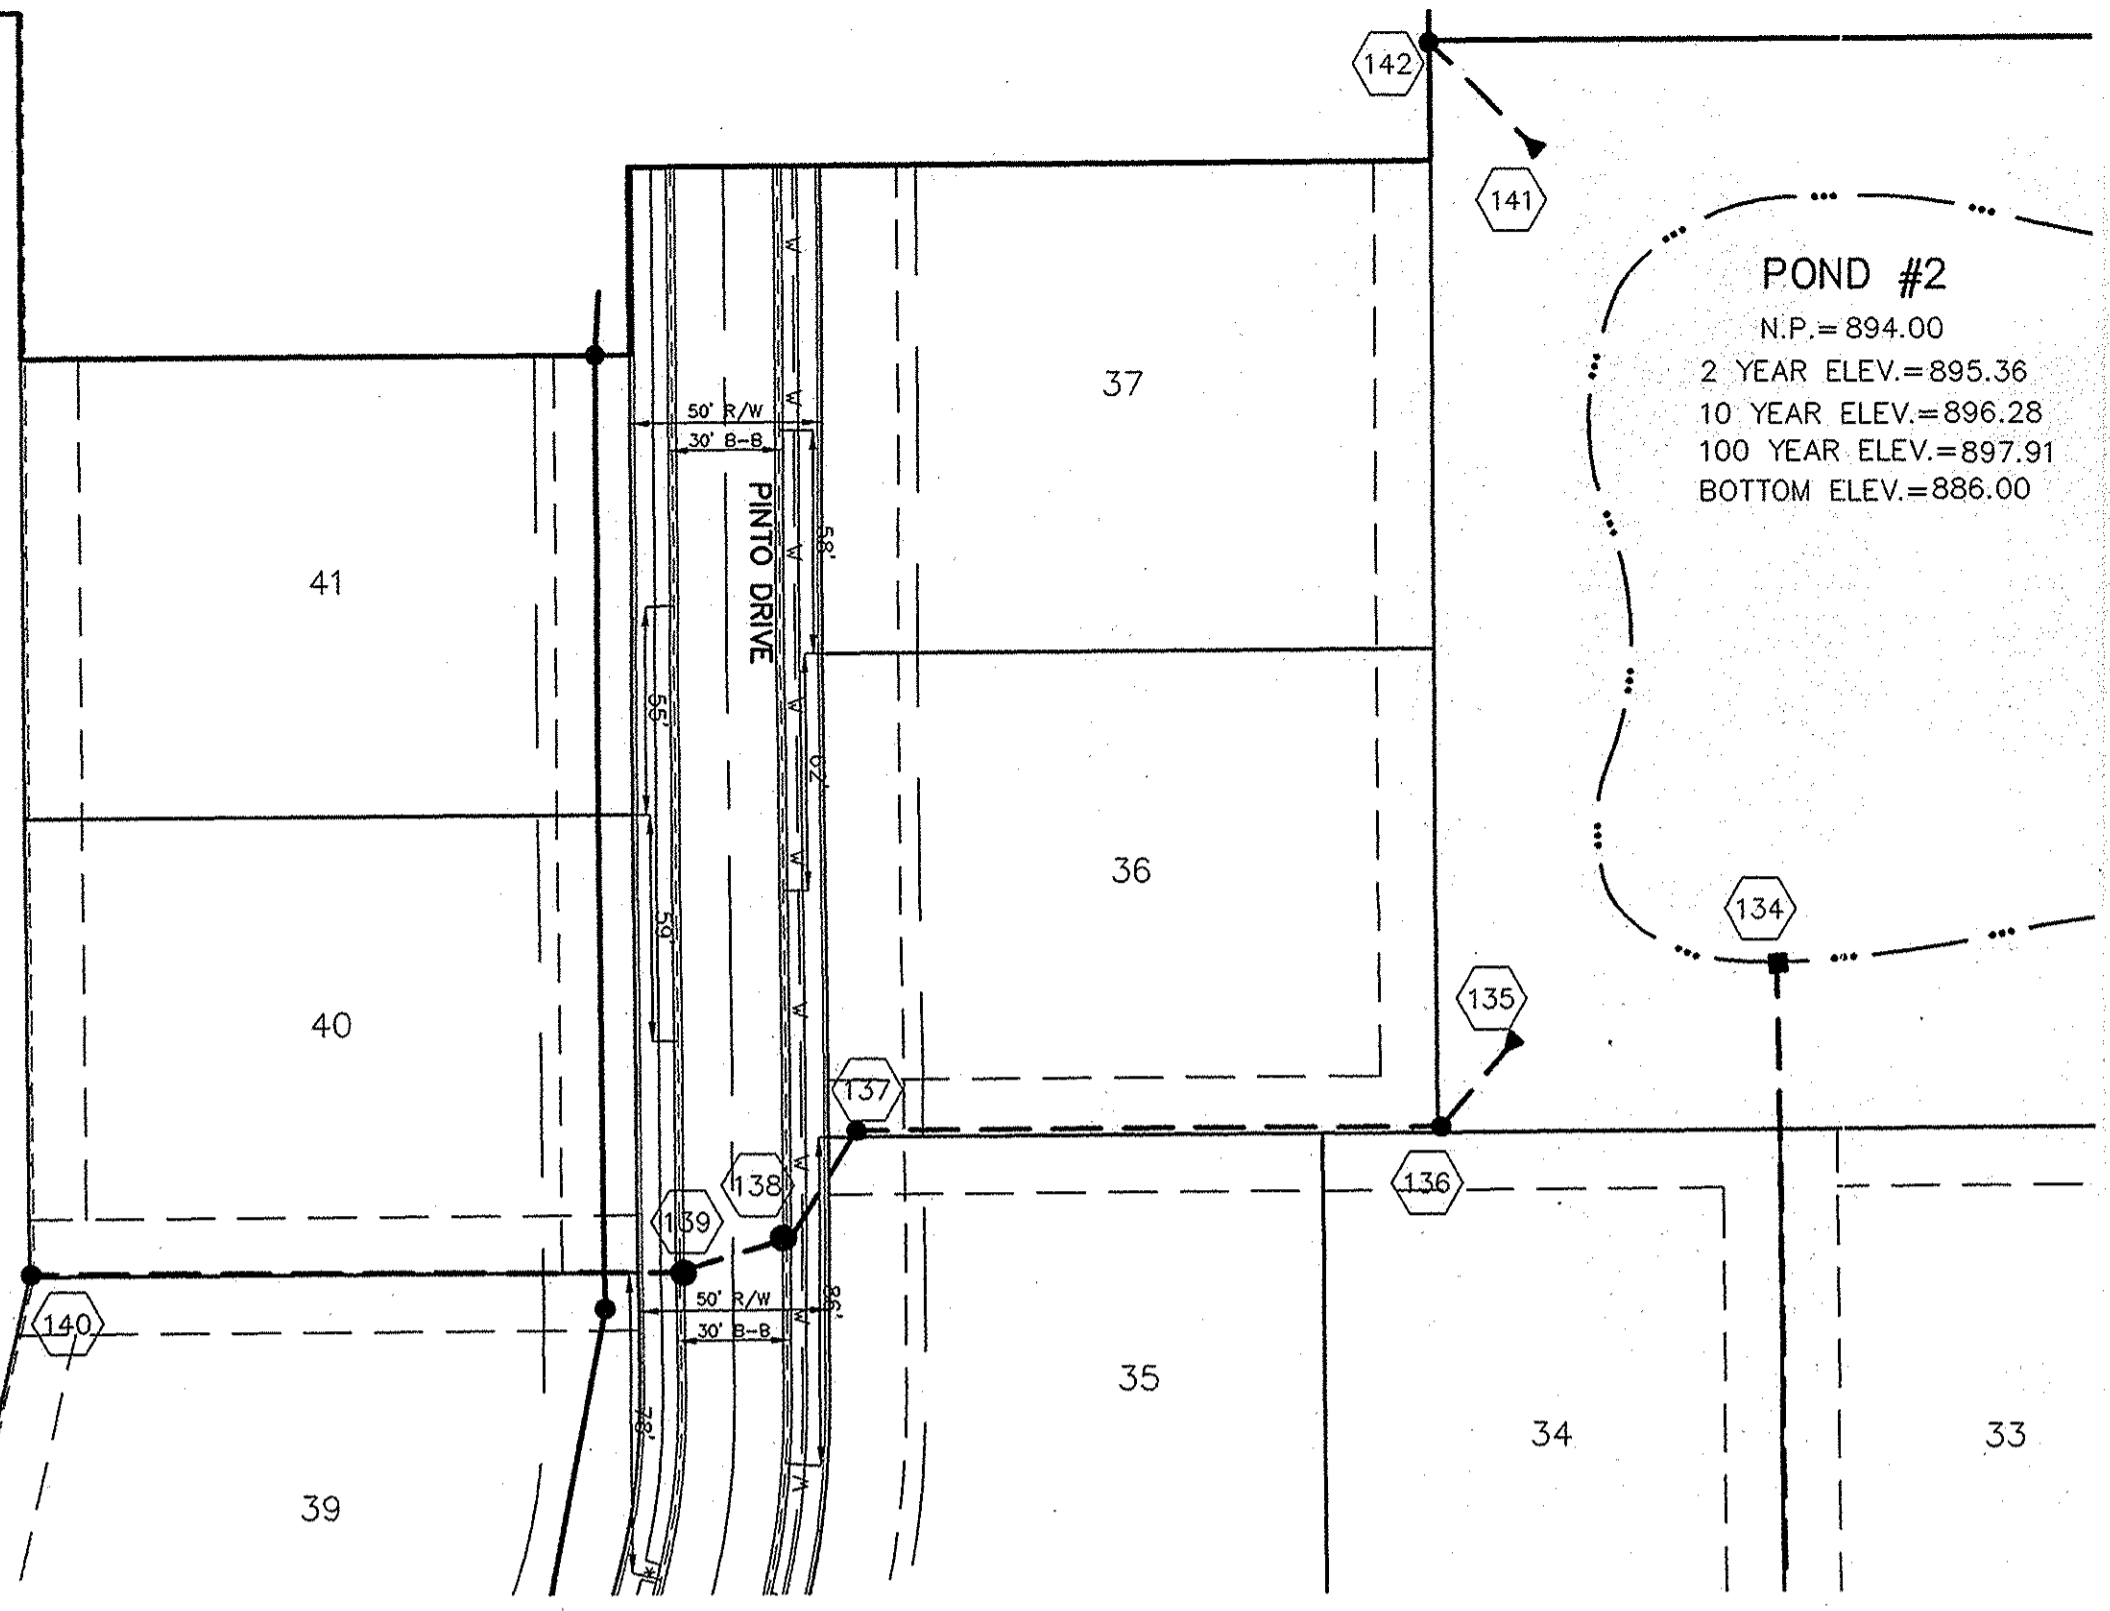 142
141
POND #2
N.P.=894.00
2 YEAR ELEV.=895.36
10 YEAR ELEV.=896.28
100 YEAR ELEV.=897.91
BOTTOM ELEV.=886.00
37
41
50' R/W
30' B-B
PINTO DRIVE
W
W
W
W
W
W
W
W
W
58'
55'
62'
59'
36
40
134
135
137
136
138
139
140
50' R/W
30' B-B
86'
78'
35
34
33
39
*